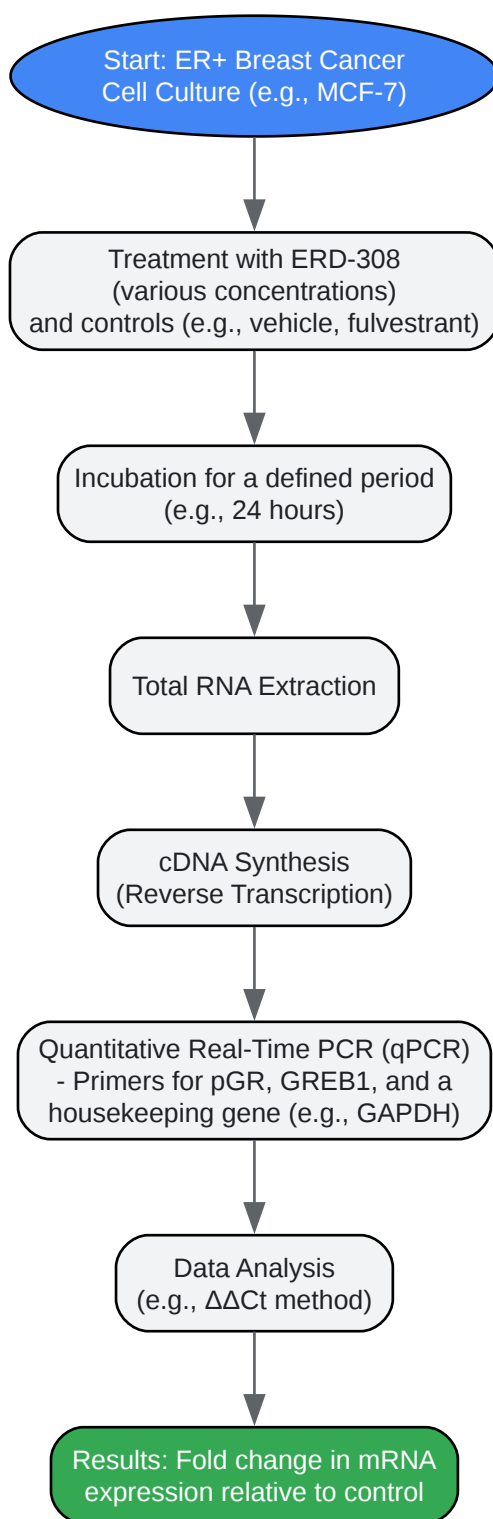 Start: ER+ Breast Cancer
Cell Culture (e.g., MCF-7)
Treatment with ERD-308
(various concentrations)
and controls (e.g., vehicle, fulvestrant)
Incubation for a defined period
(e.g., 24 hours)
Total RNA Extraction
cDNA Synthesis
(Reverse Transcription)
Quantitative Real-Time PCR (qPCR)
- Primers for pGR, GREB1, and a
housekeeping gene (e.g., GAPDH)
Data Analysis
(e.g., ΔΔCt method)
Results: Fold change in mRNA
expression relative to control